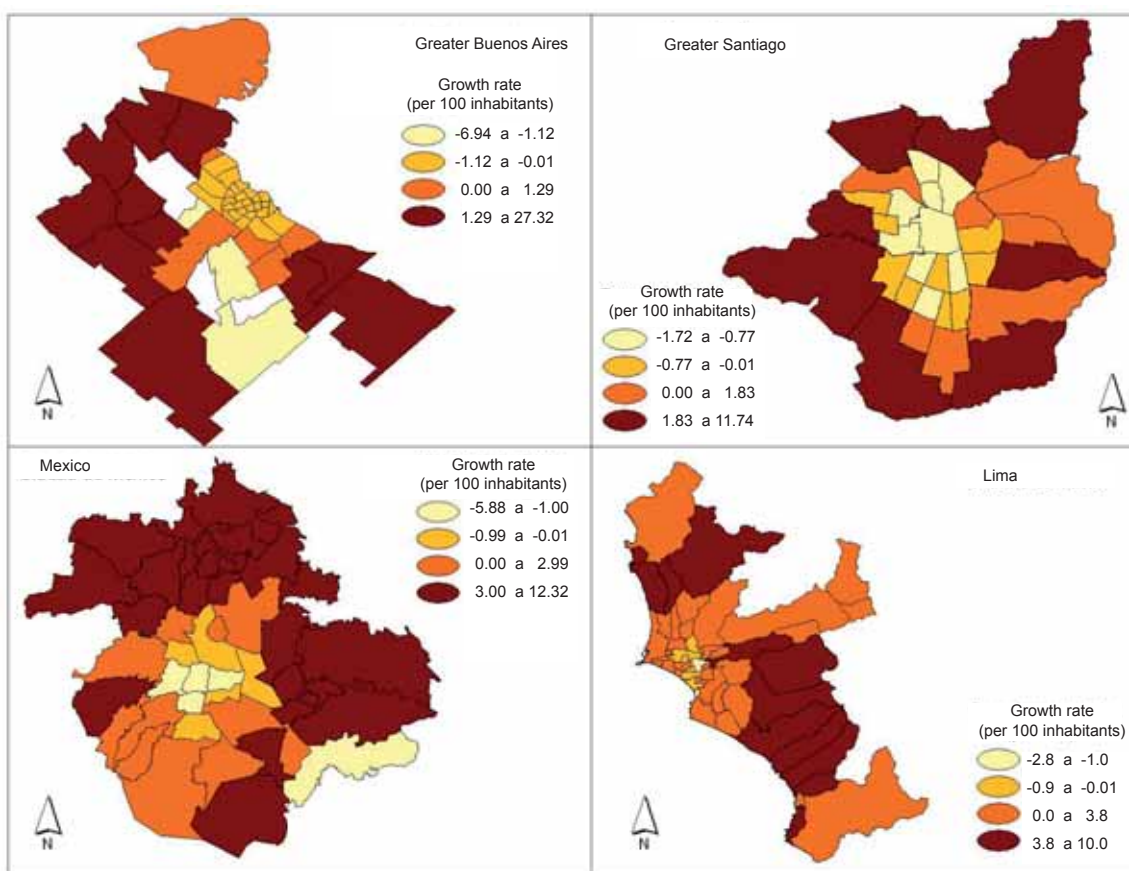 Greater Buenos Aires
Growth rate
(per 100 inhabitants)
-6.94 a -1.12
-1.12 a -0.01
0.00 a 1.29
1.29 a 27.32
N
Greater Santiago
Growth rate
(per 100 inhabitants)
-1.72 a -0.77
-0.77 a -0.01
0.00 a 1.83
1.83 a 11.74
N
Mexico
Growth rate
(per 100 inhabitants)
-5.88 a -1.00
-0.99 a -0.01
0.00 a 2.99
3.00 a 12.32
N
Lima
Growth rate
(per 100 inhabitants)
-2.8 a -1.0
-0.9 a -0.01
0.0 a 3.8
3.8 a 10.0
N